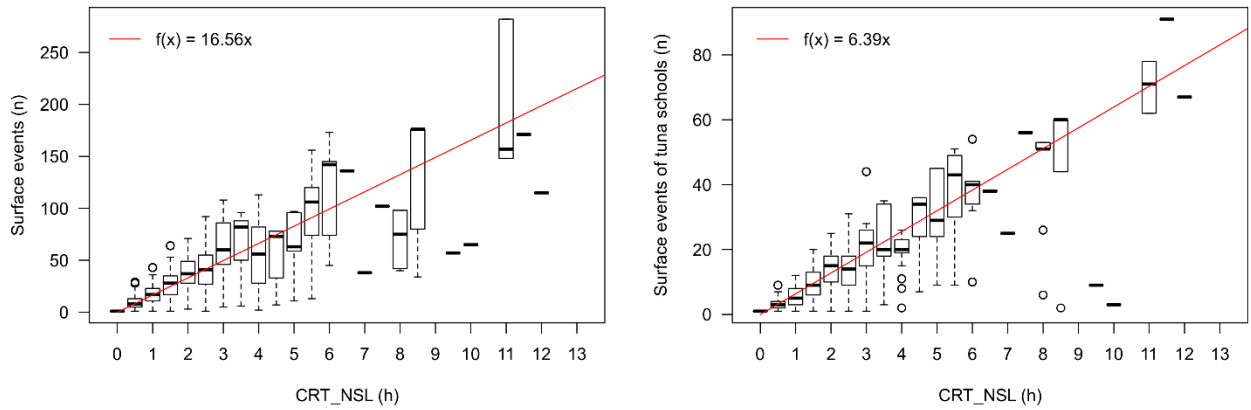 f(x) = 16.56x
Surface events (n)
250
200
150
100
50
0
0 1 2 3 4 5 6 7 8 9 10 11 12 13
CRT_NSL (h)
f(x) = 6.39x
Surface events of tuna schools (n)
80
60
40
20
0
0 1 2 3 4 5 6 7 8 9 10 11 12 13
CRT_NSL (h)